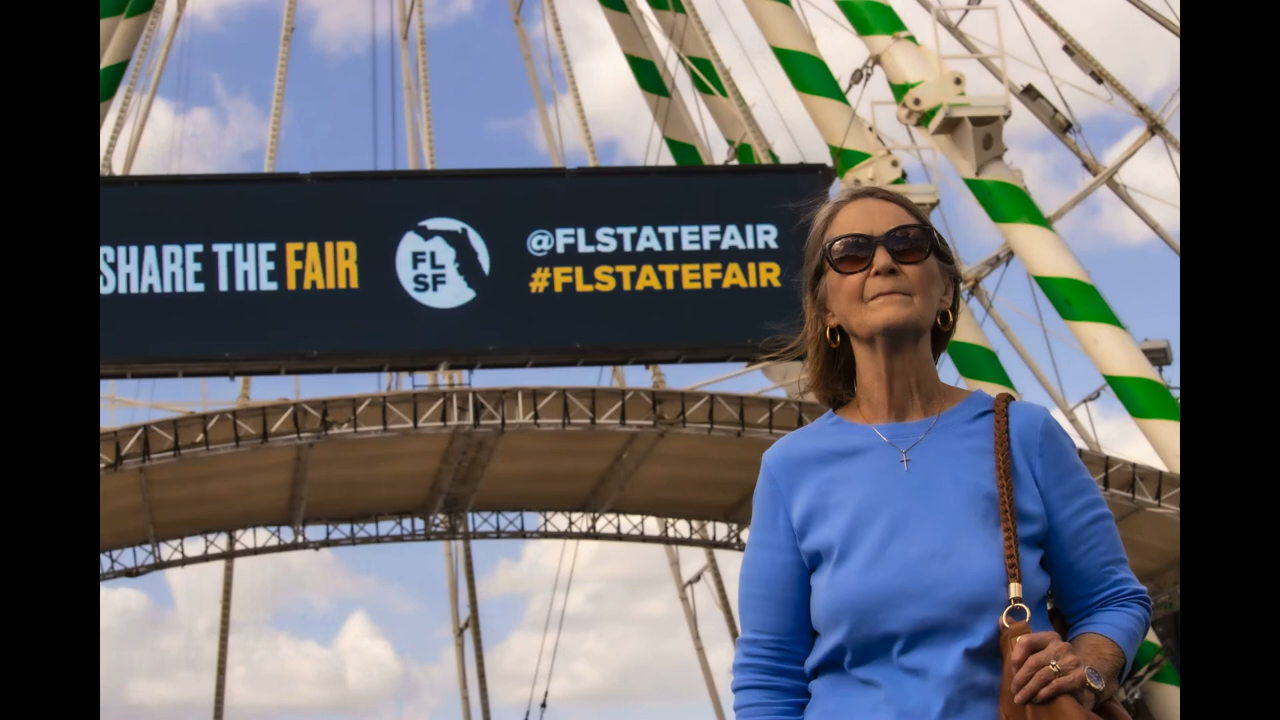 SHARE THE FAIR
FL
SF
@FLSTATEFAIR
#FLSTATEFAIR